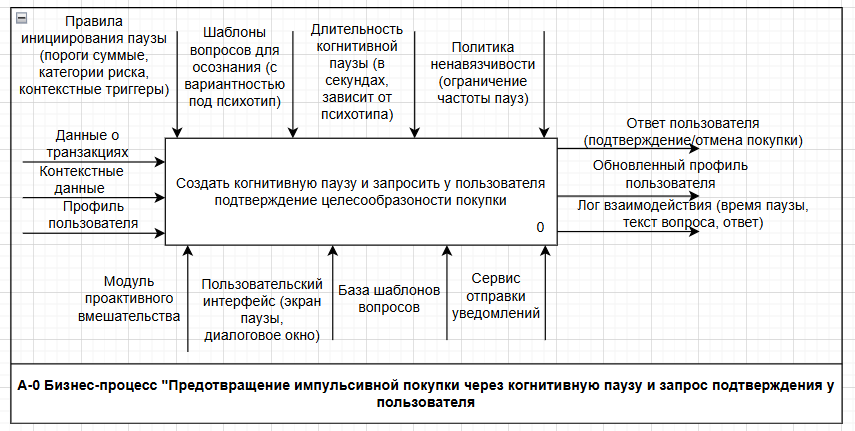 Правила
инициирования паузы
(пороги суммые,
категории риска,
контекстные триггеры)
Шаблоны
вопросов для
осознания (с
вариантностью
под психотип)
Длительность
когнитивной
паузы (в
секундах,
зависит от
психотипа)
Политика
ненавязчивости
(ограничение
частоты пауз)
Данные о
транзакциях
Контекстные
данные
Профиль
пользователя
Создать когнитивную паузу и запросить у пользователя
подтверждение целесообразоности покупки
0
Ответ пользователя
(подтверждение/отмена покупки)
Обновленный профиль
пользователя
Лог взаимодействия (время паузы,
текст вопроса, ответ)
Модуль
проактивного
вмешательства
Пользовательский
интерфейс (экран
паузы,
диалоговое окно)
База шаблонов
вопросов
Сервис
отправки
уведомлений
А-0 Бизнес-процесс "Предотвращение импульсивной покупки через когнитивную паузу и запрос подтверждения у
пользователя